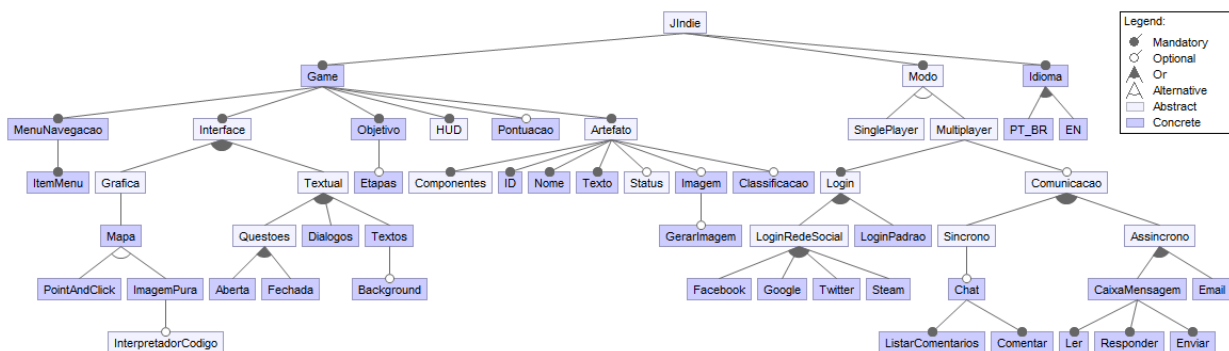 JIndie
Legend:
Mandatory
Optional
Or
Alternative
Abstract
Concrete
Game
Modo
Idioma
MenuNavegacao
Interface
Objetivo
HUD
Pontuacao
Artefato
SinglePlayer
Multiplayer
PT_BR
EN
ItemMenu
Grafica
Textual
Etapas
Componentes
ID
Nome
Texto
Status
Imagem
Classificacao
Login
Comunicacao
Mapa
Questoes
Dialogos
Textos
GerarImagem
LoginRedeSocial
LoginPadrao
Sincrono
Assincrono
PointAndClick
ImagemPura
Aberta
Fechada
Background
Facebook
Google
Twitter
Steam
Chat
CaixaMensagem
Email
InterpretadorCodigo
ListarComentarios
Comentar
Ler
Responder
Enviar